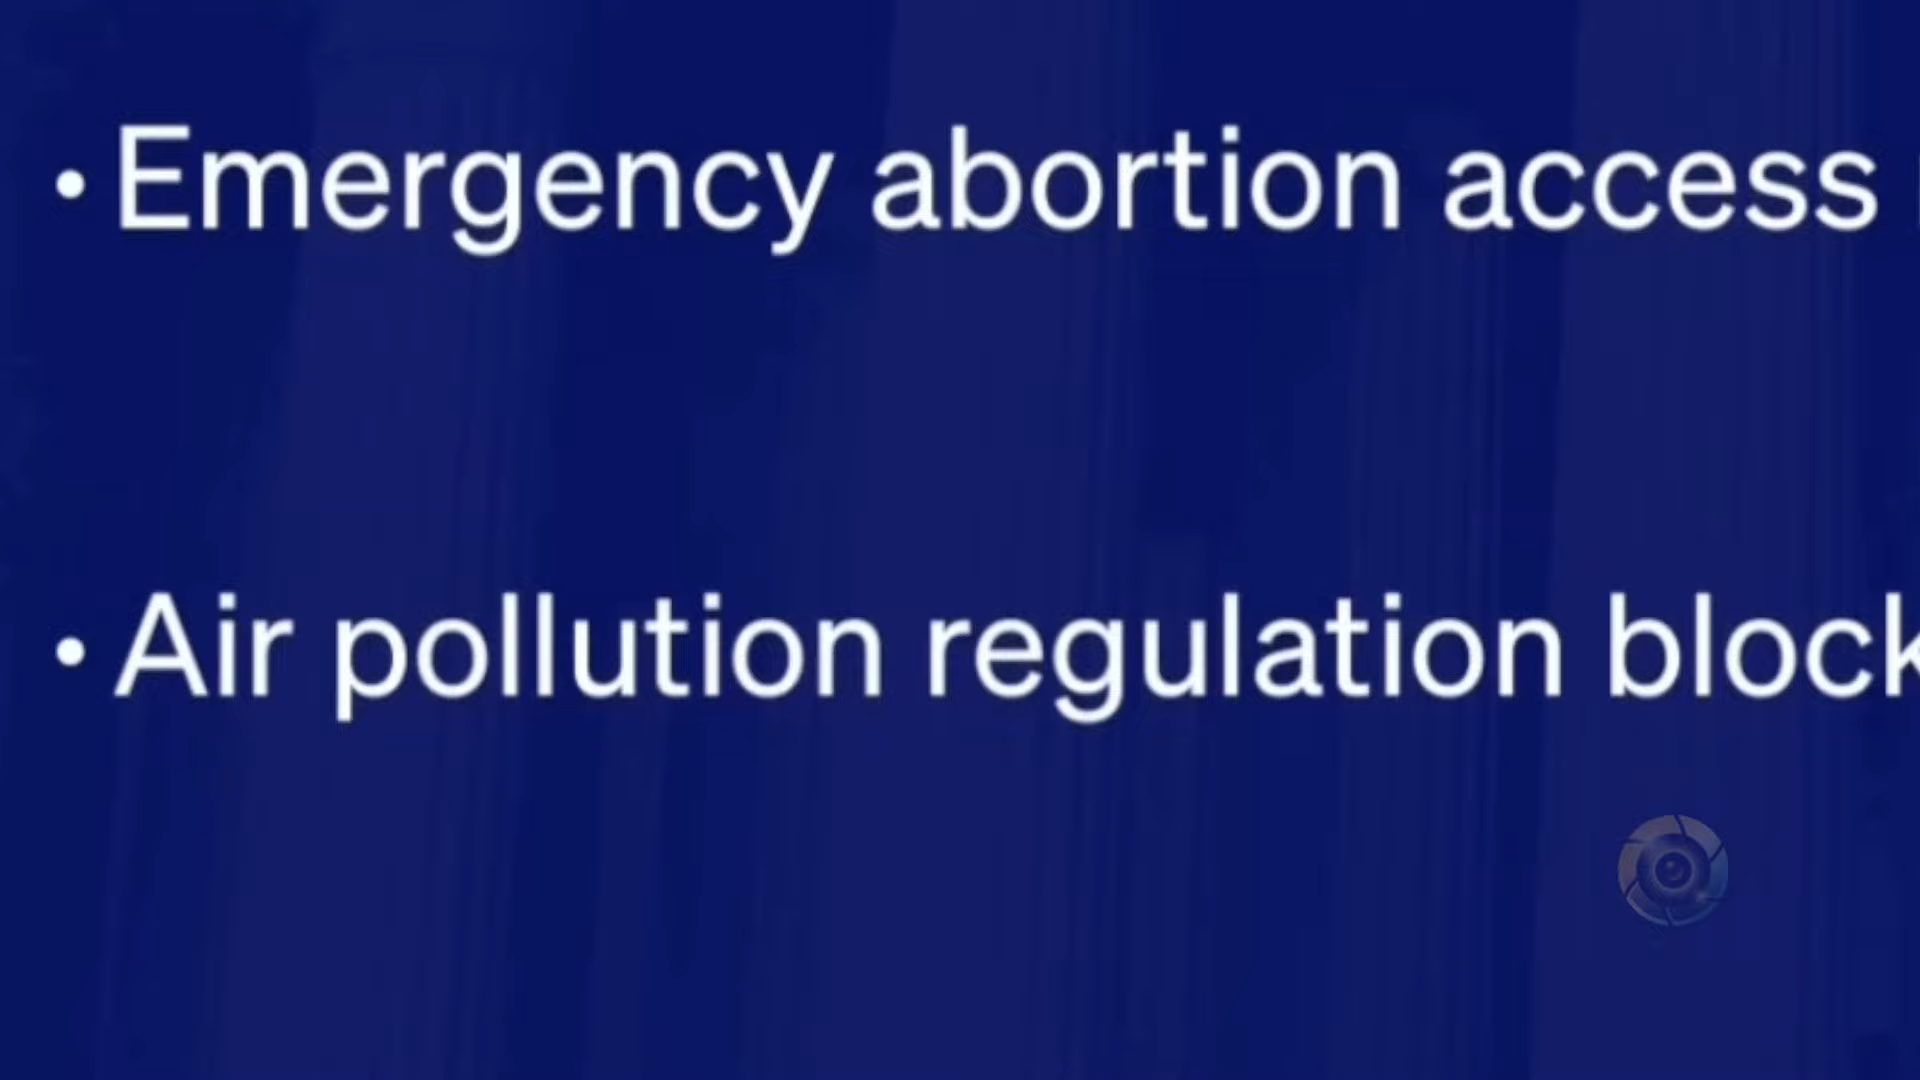 • Emergency abortion access
• Air pollution regulation block